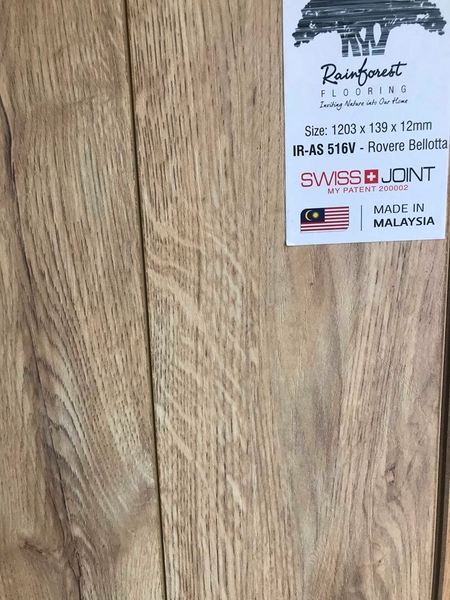 Rainforest
FLOORING
Inviting Nature into Our Home
Size: 1203 x 139 x 12mm
IR-AS 516V - Rovere Bellotta
SWISS JOINT
MY PATENT 200002
MADE IN
MALAYSIA